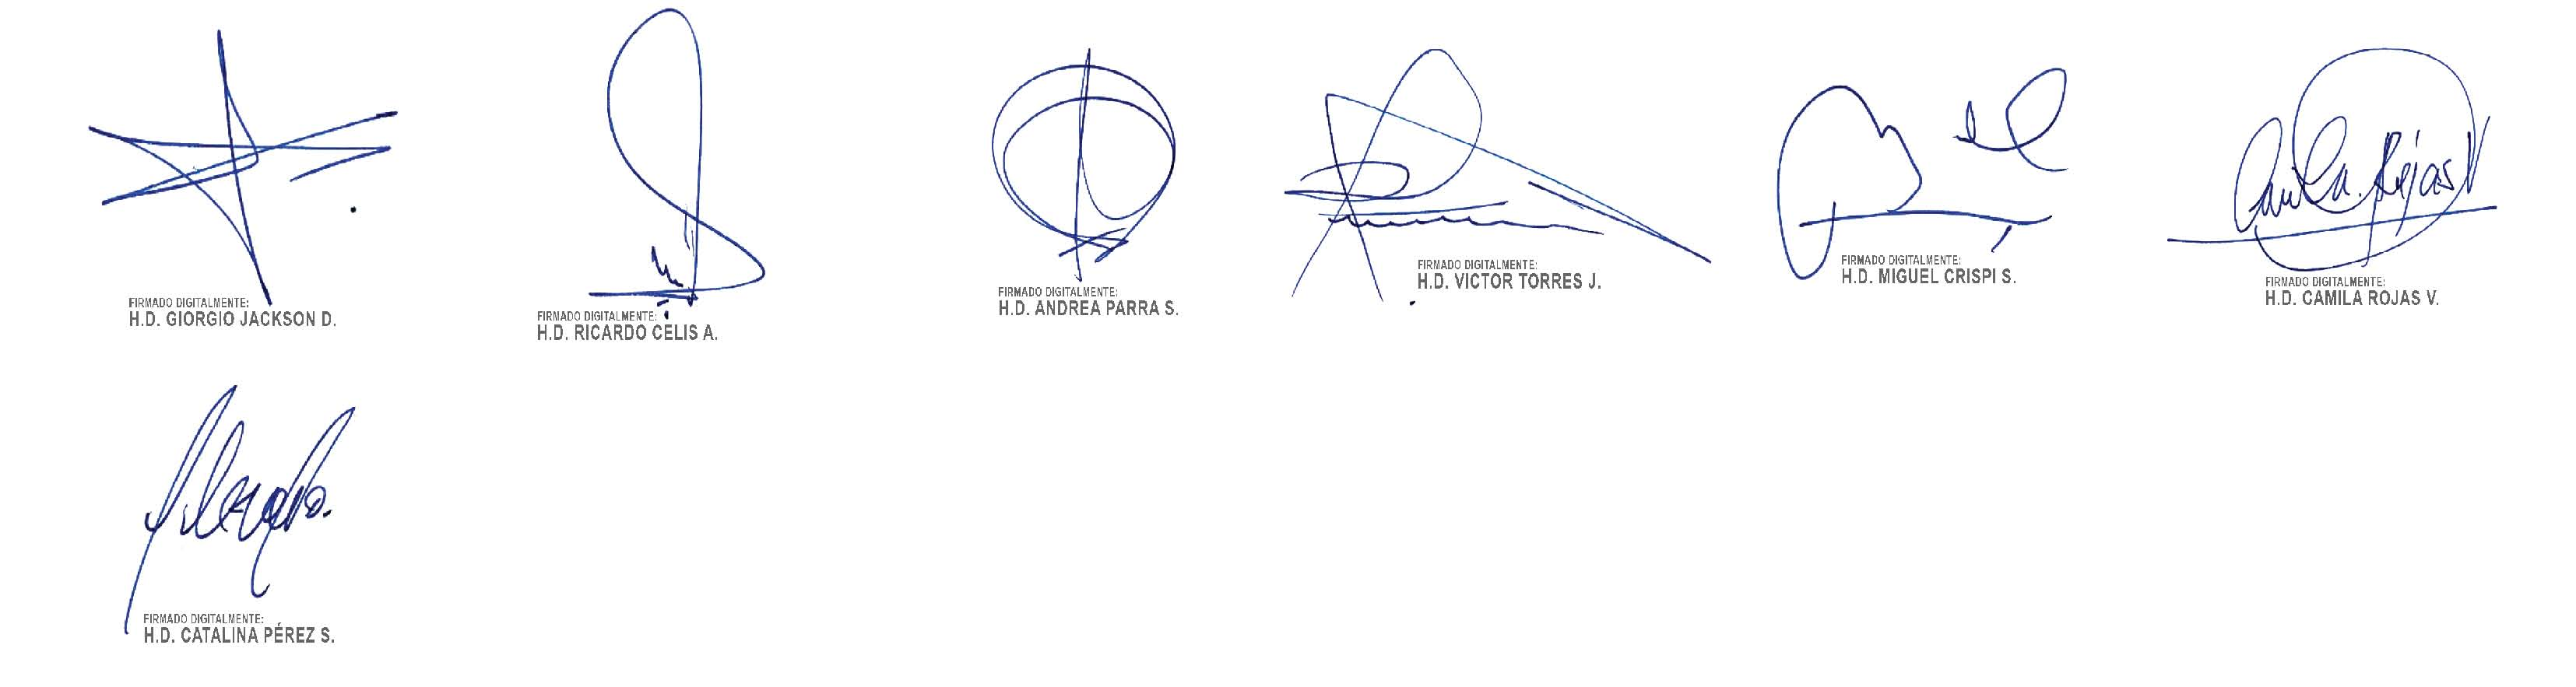 FIRMADO DIGITALMENTE:
H.D. GIORGIO JACKSON D.
FIRMADO DIGITALMENTE:
H.D. RICARDO CELIS A.
FIRMADO DIGITALMENTE:
H.D. ANDREA PARRA S.
FIRMADO DIGITALMENTE:
H.D. VICTOR TORRES J.
FIRMADO DIGITALMENTE:
H.D. MIGUEL CRISPI S.
Camila Rojas V
FIRMADO DIGITALMENTE:
H.D. CAMILA ROJAS V.
FIRMADO DIGITALMENTE:
H.D. CATALINA PÉREZ S.